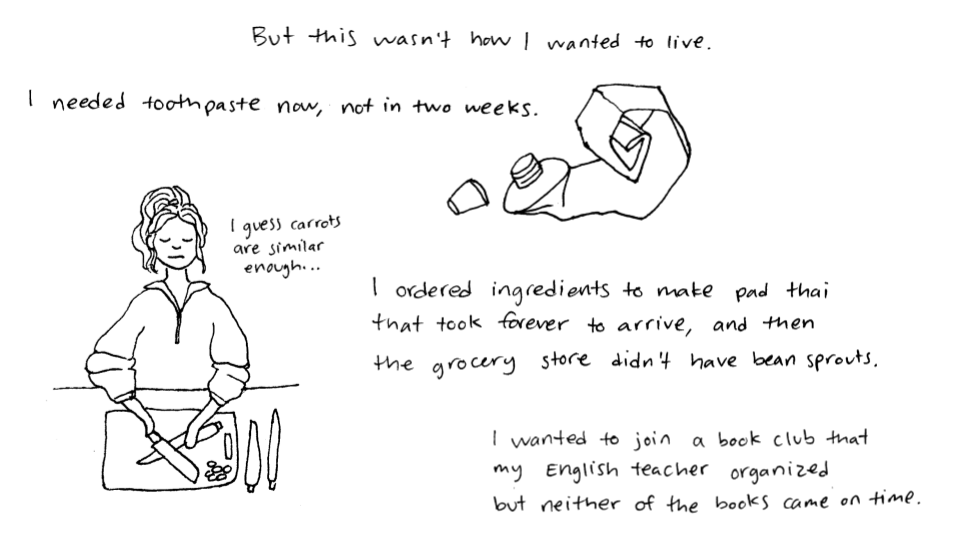 But this wasn't how I wanted to live.
I needed toothpaste now, not in two weeks.
I guess carrots
are similar
enough...
I ordered ingredients to make pad thai
that took forever to arrive, and then
the grocery store didn't have bean sprouts.
I wanted to join a book club that
my English teacher organized
but neither of the books came on time.